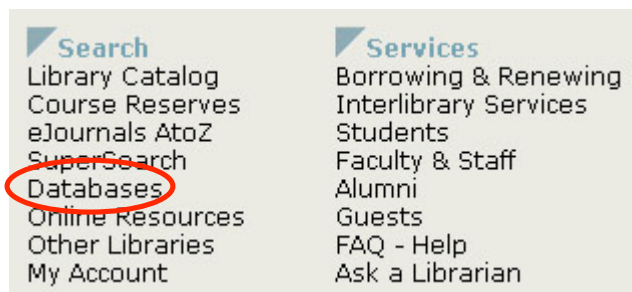 Search
Library Catalog
Course Reserves
eJournals AtoZ
SuperSearch
Databases
Online Resources
Other Libraries
My Account
Services
Borrowing & Renewing
Interlibrary Services
Students
Faculty & Staff
Alumni
Guests
FAQ - Help
Ask a Librarian